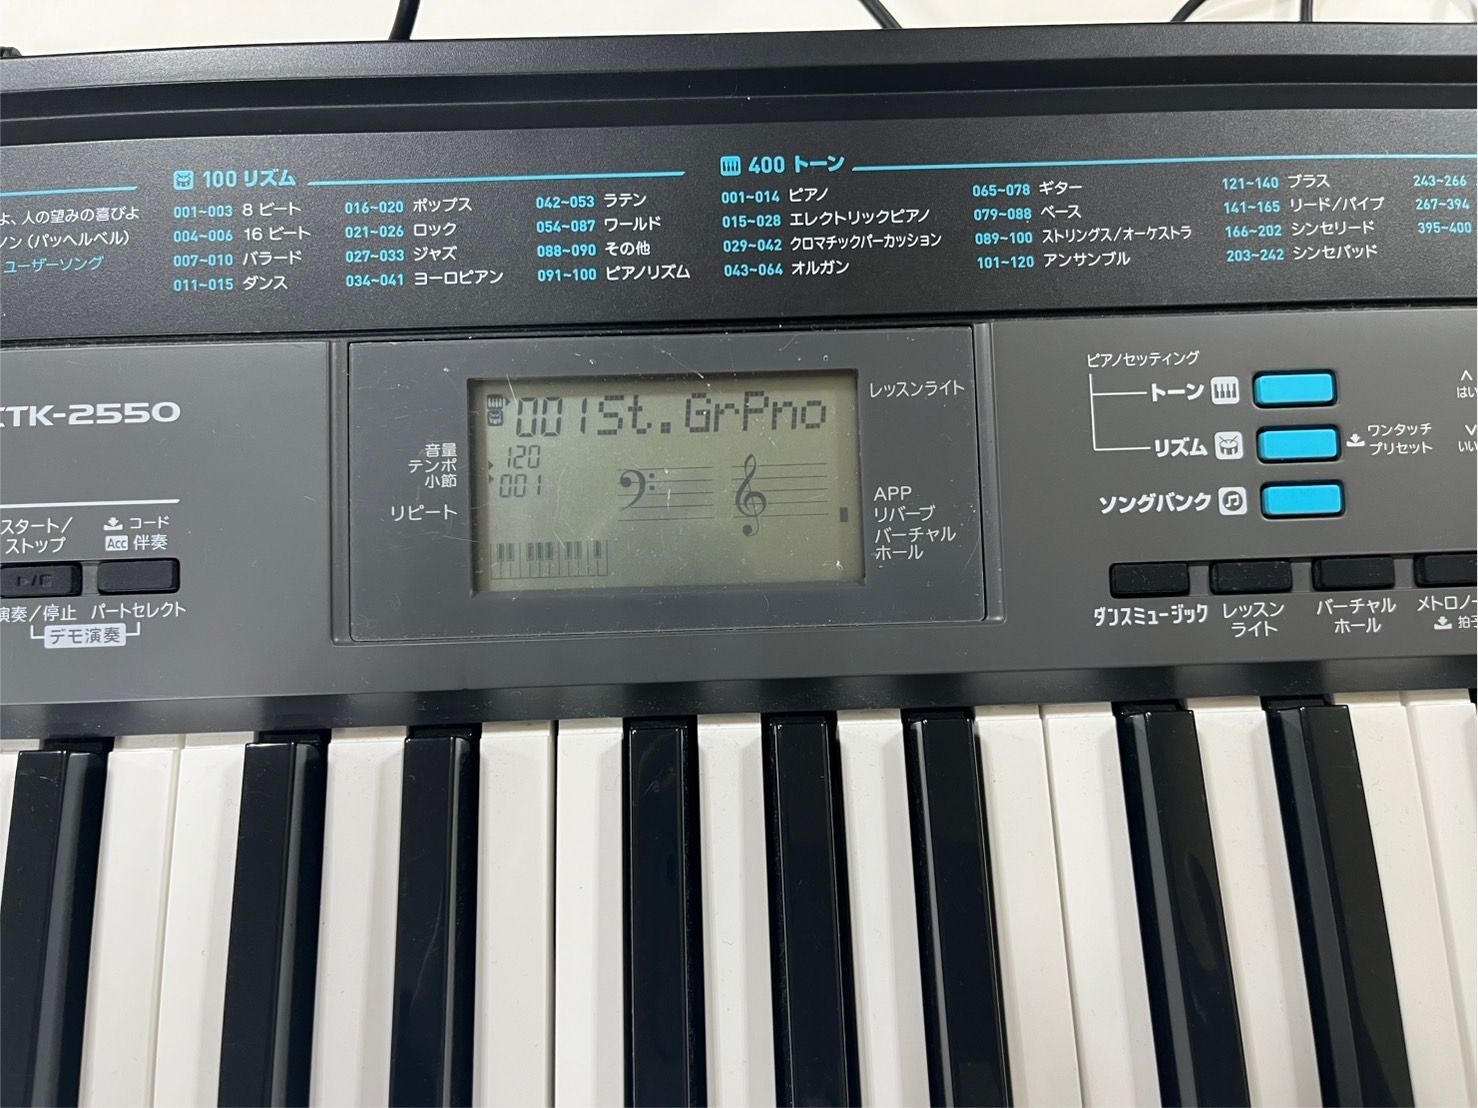 よ、人の望みの喜びよ
ノン(パッヘルベル)
ユーザーソング
100 リズム
001~003 8 ビート
004~006 16 ビート
007~010 バラード
011~015 ダンス
016~020 ポップス
021~026 ロック
027~033 ジャズ
034~041 ヨーロピアン
042~053 ラテン
054~087 ワールド
088~090 その他
091~100 ピアノリズム
400 トーン
001~014 ピアノ
015~028 エレクトリックピアノ
029~042 クロマチックパーカッション
043~064 オルガン
065~078 ギター
079~088 ベース
089~100 ストリングス/オーケストラ
101~120 アンサンブル
121~140 ブラス
141~165 リード/パイプ
166~202 シンセリード
203~242 シンセパッド
243~266
267~394
395~400
CTK-2550
スタート/
ストップ
コード
Acc 伴奏
演奏/停止
パートセレクト
デモ演奏
音量
テンポ
小節
リピート
001St.GrPno
120
001
レッスンライト
APP
リバーブ
バーチャル
ホール
ピアノセッティング
トーン
リズム
ワンタッチ
プリセット
ソングバンク
はい
いい
ダンスミュージック
レッスン
ライト
バーチャル
ホール
メトロノー
拍子